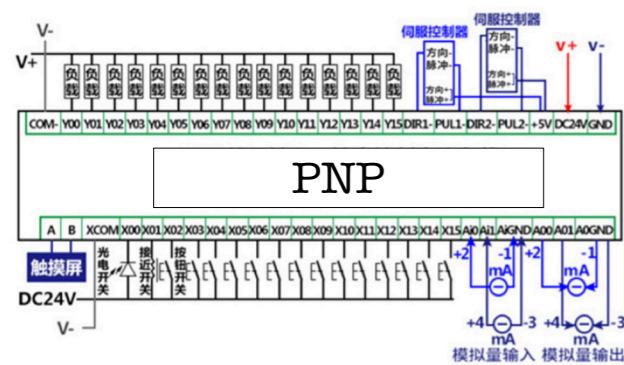 V-
V+
伺服控制器
方向-
脉冲-
方向+
脉冲+
伺服控制器
方向-
脉冲-
方向+
脉冲+
V+
V-
负载 负载 负载 负载 负载 负载 负载 负载 负载 负载 负载 负载 负载 负载
COM- Y00 Y01 Y02 Y03 Y04 Y05 Y06 Y07 Y08 Y09 Y10 Y11 Y12 Y13 Y14 Y15 DIR1- PUL1- DIR2- PUL2- +5V DC24V GND
PNP
A B XCOM X00 X01 X02 X03 X04 X05 X06 X07 X08 X09 X10 X11 X12 X13 X14 X15 Ai0 Ai1 AiGND A00 A01 A0GND
触摸屏
光电开关
接近开关
按钮开关
+2 -1 +2 -1
mA mA
DC24V
V-
+4 -3 +4 -3
mA mA
模拟量输入 模拟量输出